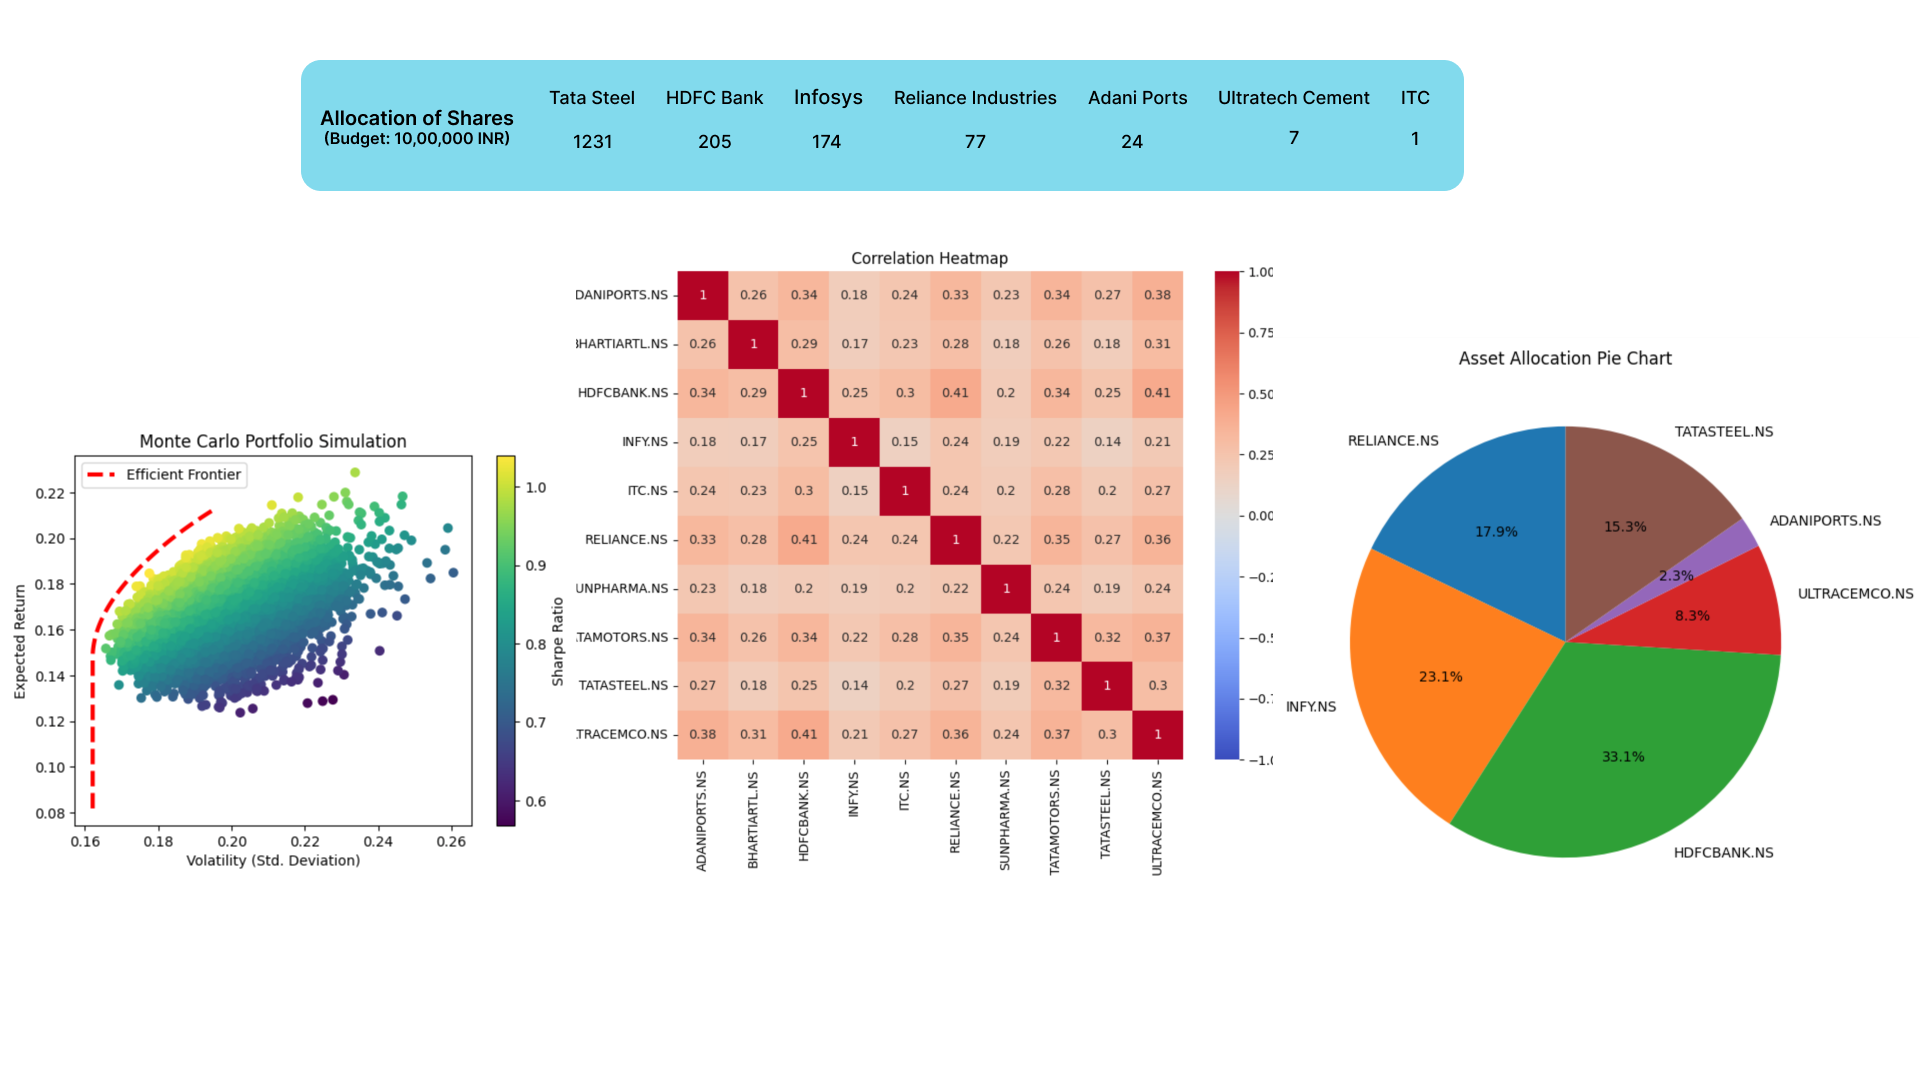 Allocation of Shares
(Budget: 10,00,000 INR)
Tata Steel HDFC Bank Infosys Reliance Industries Adani Ports Ultratech Cement ITC
1231 205 174 77 24 7 1
Monte Carlo Portfolio Simulation
Efficient Frontier
Expected Return
0.22
0.20
0.18
0.16
0.14
0.12
0.10
0.08
0.16 0.18 0.20 0.22 0.24 0.26
Volatility (Std. Deviation)
1.0
0.9
0.8
0.7
0.6
Sharpe Ratio
Correlation Heatmap
DANIPORTS.NS 1 0.26 0.34 0.18 0.24 0.33 0.23 0.34 0.27 0.38
BHARTIARTL.NS 0.26 1 0.29 0.17 0.23 0.28 0.18 0.26 0.18 0.31
HDFCBANK.NS 0.34 0.29 1 0.25 0.3 0.41 0.2 0.34 0.25 0.41
INFY.NS 0.18 0.17 0.25 1 0.15 0.24 0.19 0.22 0.14 0.21
ITC.NS 0.24 0.23 0.3 0.15 1 0.24 0.2 0.28 0.2 0.27
RELIANCE.NS 0.33 0.28 0.41 0.24 0.24 1 0.22 0.35 0.27 0.36
UNPHARMA.NS 0.23 0.18 0.2 0.19 0.2 0.22 1 0.24 0.19 0.24
TAMOTORS.NS 0.34 0.26 0.34 0.22 0.28 0.35 0.24 1 0.32 0.37
TATASTEEL.NS 0.27 0.18 0.25 0.14 0.2 0.27 0.19 0.32 1 0.3
TRACEMCO.NS 0.38 0.31 0.41 0.21 0.27 0.36 0.24 0.37 0.3 1
ADANIPORTS.NS BHARTIARTL.NS HDFCBANK.NS INFY.NS ITC.NS RELIANCE.NS SUNPHARMA.NS TATAMOTORS.NS TATASTEEL.NS ULTRACEMCO.NS
1.00
0.75
0.50
0.25
0.00
−0.2
−0.5
−0.7
−1.0
Asset Allocation Pie Chart
TATASTEEL.NS
RELIANCE.NS
ADANIPORTS.NS
15.3%
17.9%
2.3%
ULTRACEMCO.NS
8.3%
23.1%
INFY.NS
33.1%
HDFCBANK.NS